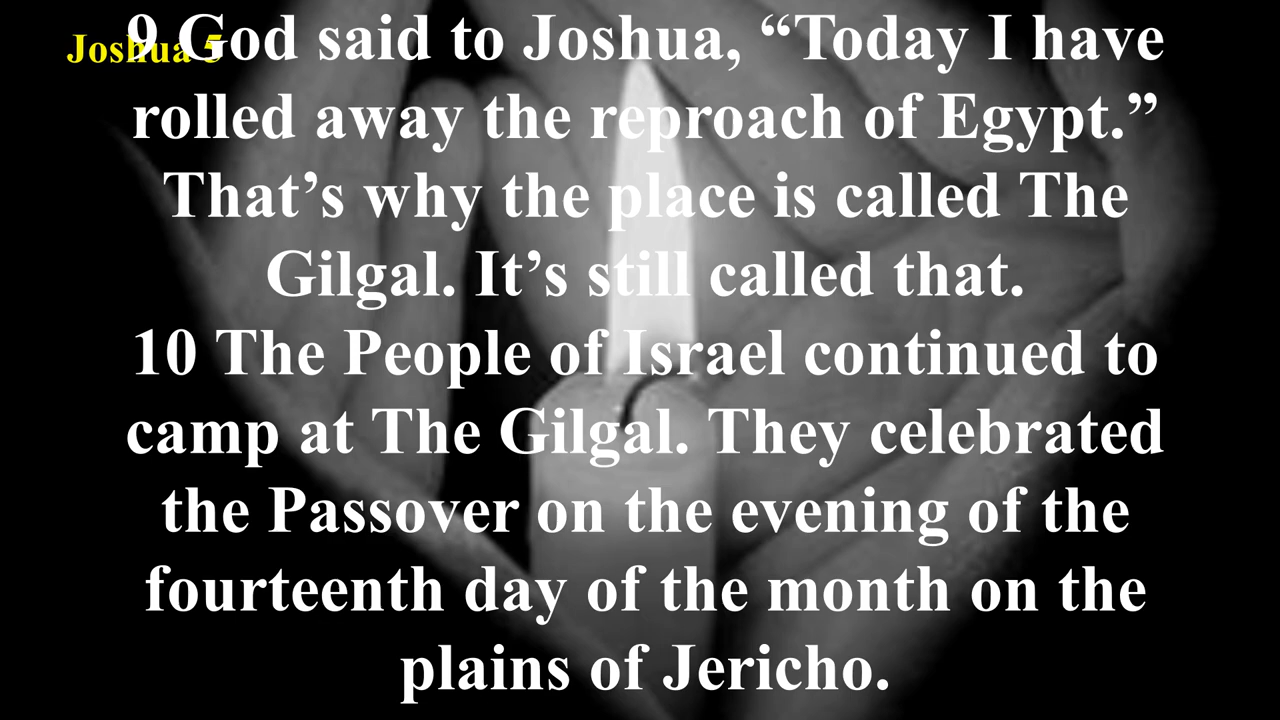 Joshua 5
9 God said to Joshua, “Today I have
rolled away the reproach of Egypt.”
That’s why the place is called The
Gilgal. It’s still called that.
10 The People of Israel continued to
camp at The Gilgal. They celebrated
the Passover on the evening of the
fourteenth day of the month on the
plains of Jericho.